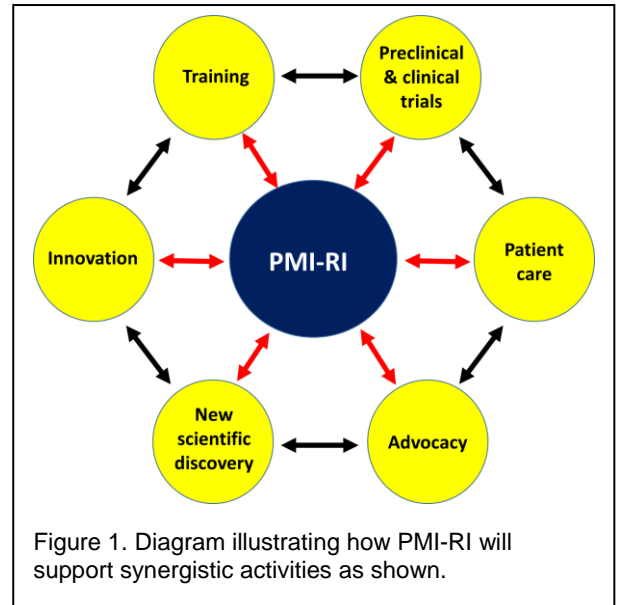 Training
Preclinical
& clinical
trials
Innovation
PMI-RI
Patient
care
New
scientific
discovery
Advocacy
Figure 1. Diagram illustrating how PMI-RI will
support synergistic activities as shown.